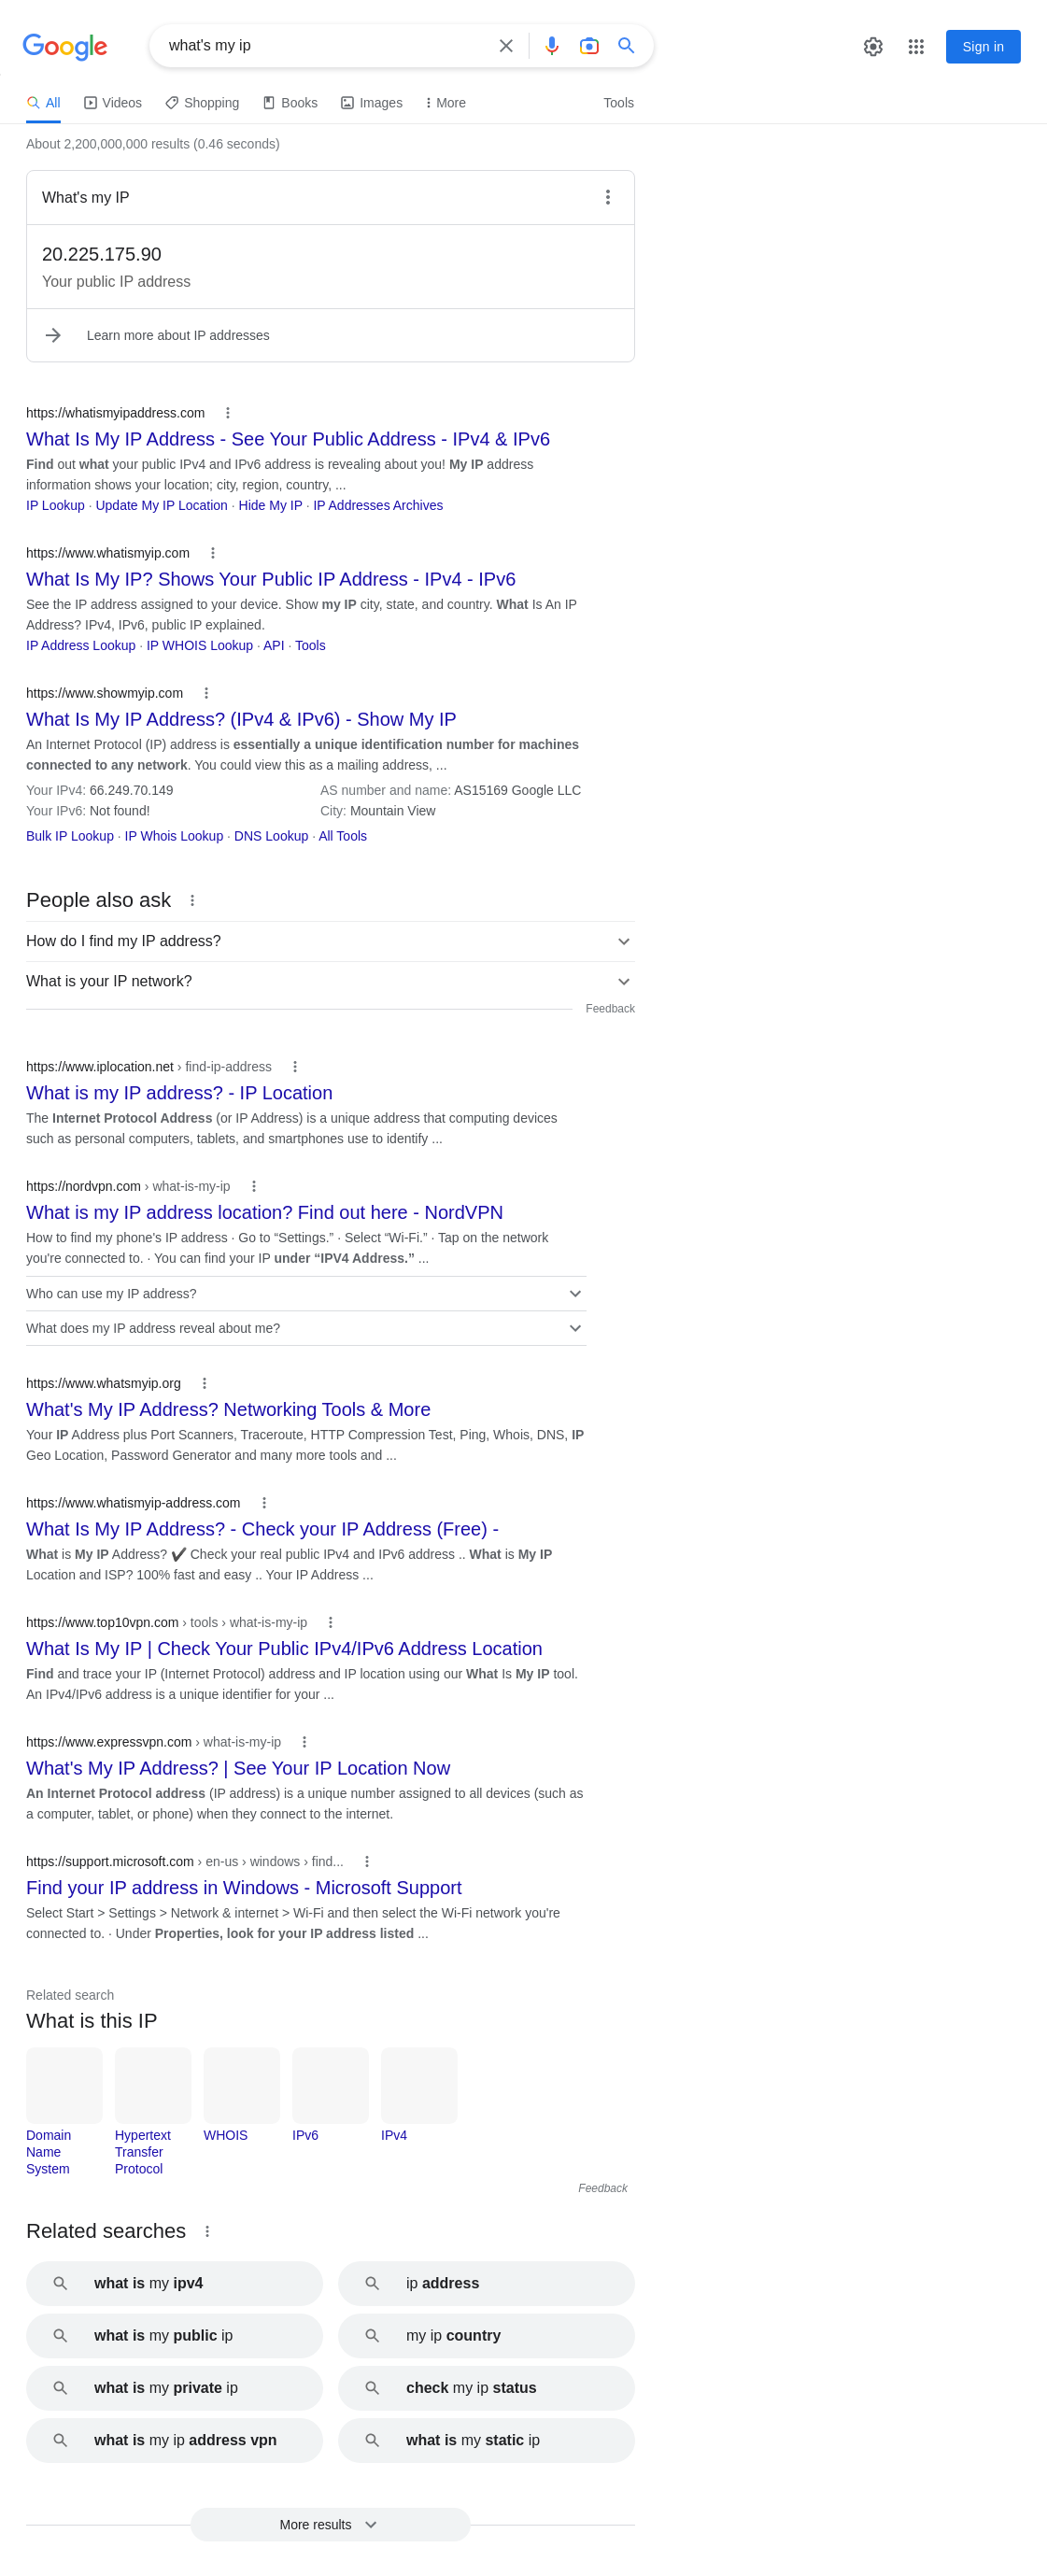 Google
what's my ip
Sign in
All
Videos
Shopping
Books
Images
More
Tools
About 2,200,000,000 results (0.46 seconds)
What's my IP
20.225.175.90
Your public IP address
Learn more about IP addresses
https://whatismyipaddress.com
What Is My IP Address - See Your Public Address - IPv4 & IPv6
Find out what your public IPv4 and IPv6 address is revealing about you! My IP address
information shows your location; city, region, country, ...
IP Lookup · Update My IP Location · Hide My IP · IP Addresses Archives
https://www.whatismyip.com
What Is My IP? Shows Your Public IP Address - IPv4 - IPv6
See the IP address assigned to your device. Show my IP city, state, and country. What Is An IP
Address? IPv4, IPv6, public IP explained.
IP Address Lookup · IP WHOIS Lookup · API · Tools
https://www.showmyip.com
What Is My IP Address? (IPv4 & IPv6) - Show My IP
An Internet Protocol (IP) address is essentially a unique identification number for machines
connected to any network. You could view this as a mailing address, ...
Your IPv4: 66.249.70.149
AS number and name: AS15169 Google LLC
Your IPv6: Not found!
City: Mountain View
Bulk IP Lookup · IP Whois Lookup · DNS Lookup · All Tools
People also ask
How do I find my IP address?
What is your IP network?
Feedback
https://www.iplocation.net › find-ip-address
What is my IP address? - IP Location
The Internet Protocol Address (or IP Address) is a unique address that computing devices
such as personal computers, tablets, and smartphones use to identify ...
https://nordvpn.com › what-is-my-ip
What is my IP address location? Find out here - NordVPN
How to find my phone's IP address · Go to “Settings.” · Select “Wi-Fi.” · Tap on the network
you're connected to. · You can find your IP under “IPV4 Address.” ...
Who can use my IP address?
What does my IP address reveal about me?
https://www.whatsmyip.org
What's My IP Address? Networking Tools & More
Your IP Address plus Port Scanners, Traceroute, HTTP Compression Test, Ping, Whois, DNS, IP
Geo Location, Password Generator and many more tools and ...
https://www.whatismyip-address.com
What Is My IP Address? - Check your IP Address (Free) -
What is My IP Address? ✔ Check your real public IPv4 and IPv6 address .. What is My IP
Location and ISP? 100% fast and easy .. Your IP Address ...
https://www.top10vpn.com › tools › what-is-my-ip
What Is My IP | Check Your Public IPv4/IPv6 Address Location
Find and trace your IP (Internet Protocol) address and IP location using our What Is My IP tool.
An IPv4/IPv6 address is a unique identifier for your ...
https://www.expressvpn.com › what-is-my-ip
What's My IP Address? | See Your IP Location Now
An Internet Protocol address (IP address) is a unique number assigned to all devices (such as
a computer, tablet, or phone) when they connect to the internet.
https://support.microsoft.com › en-us › windows › find...
Find your IP address in Windows - Microsoft Support
Select Start > Settings > Network & internet > Wi-Fi and then select the Wi-Fi network you're
connected to. · Under Properties, look for your IP address listed ...
Related search
What is this IP
Domain
Name
System
Hypertext
Transfer
Protocol
WHOIS
IPv6
IPv4
Feedback
Related searches
what is my ipv4
ip address
what is my public ip
my ip country
what is my private ip
check my ip status
what is my ip address vpn
what is my static ip
More results